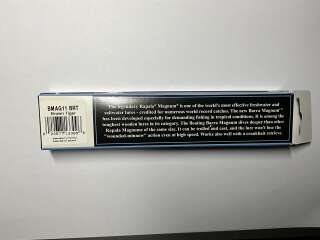 BMAG11 BRT
Brown Tiger
The legendary Rapala® Magnum® is one of the world's most effective freshwater and
saltwater lures - credited for numerous world record catches. The new Barra Magnum™
has been developed especially for demanding fishing in tropical conditions. It is among the
toughest wooden lures in its category. The floating Barra Magnum dives deeper than other
Rapala Magnums of the same size. It can be trolled and cast, and the lure won't lose the
"wounded-minnow" action even at high speed. Works also well with a crankbait retrieve.